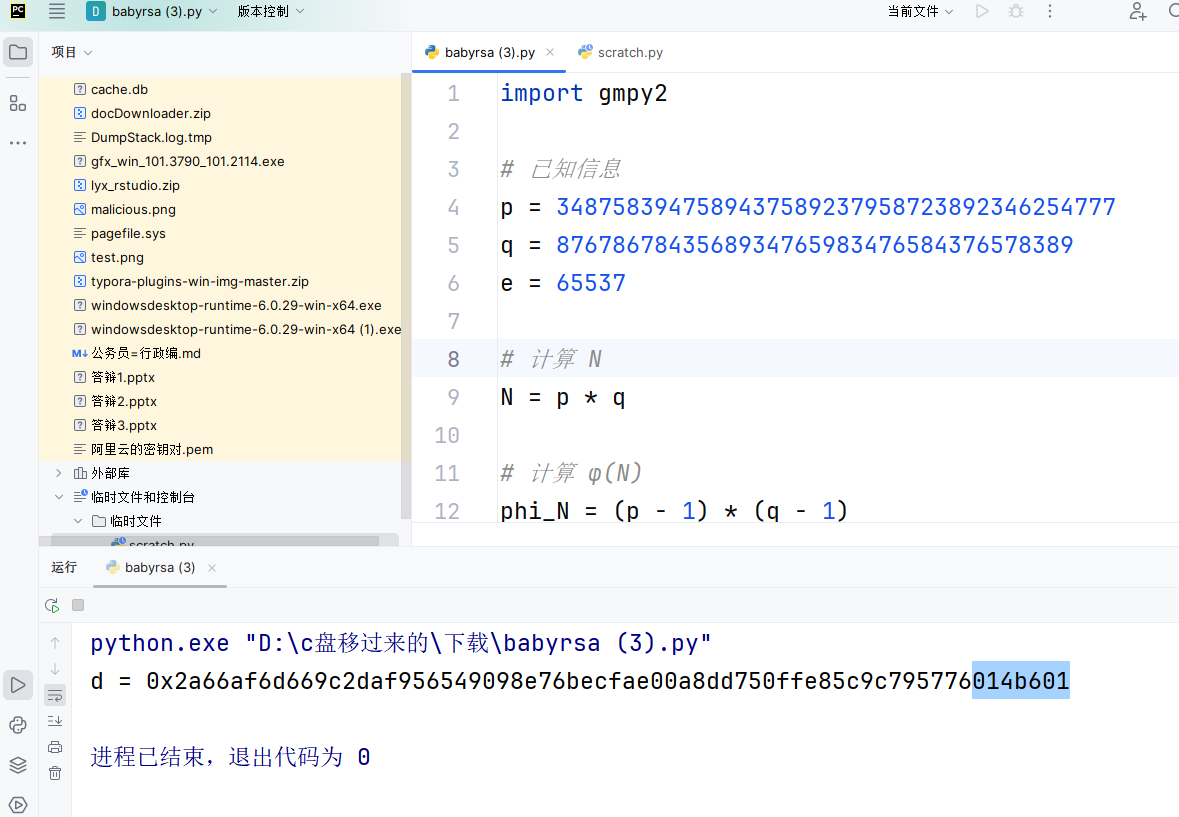 PC
D babyrsa (3).py 版本控制 当前文件
项目
babyrsa (3).py scratch.py
cache.db
docDownloader.zip
DumpStack.log.tmp
gfx_win_101.3790_101.2114.exe
lyx_rstudio.zip
malicious.png
pagefile.sys
test.png
typora-plugins-win-img-master.zip
windowsdesktop-runtime-6.0.29-win-x64.exe
windowsdesktop-runtime-6.0.29-win-x64 (1).exe
M↓ 公务员=行政编.md
答辩1.pptx
答辩2.pptx
答辩3.pptx
阿里云的密钥对.pem
外部库
临时文件和控制台
临时文件
scratch.py
1 import gmpy2
2
3 # 已知信息
4 p = 3487583947589437589237958723892346254777
5 q = 8767867843568934765983476584376578389
6 e = 65537
7
8 # 计算 N
9 N = p * q
10
11 # 计算 φ(N)
12 phi_N = (p - 1) * (q - 1)
运行 babyrsa (3)
python.exe "D:\c盘移过来的\下载\babyrsa (3).py"
d = 0x2a66af6d669c2daf956549098e76becfae00a8dd750ffe85c9c795776014b601
进程已结束，退出代码为 0